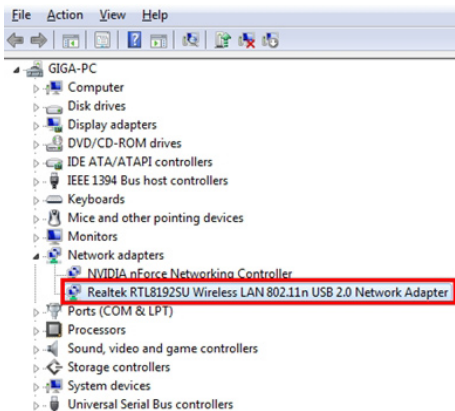 File Action View Help
GIGA-PC
Computer
Disk drives
Display adapters
DVD/CD-ROM drives
IDE ATA/ATAPI controllers
IEEE 1394 Bus host controllers
Keyboards
Mice and other pointing devices
Monitors
Network adapters
NVIDIA nForce Networking Controller
Realtek RTL8192SU Wireless LAN 802.11n USB 2.0 Network Adapter
Ports (COM & LPT)
Processors
Sound, video and game controllers
Storage controllers
System devices
Universal Serial Bus controllers